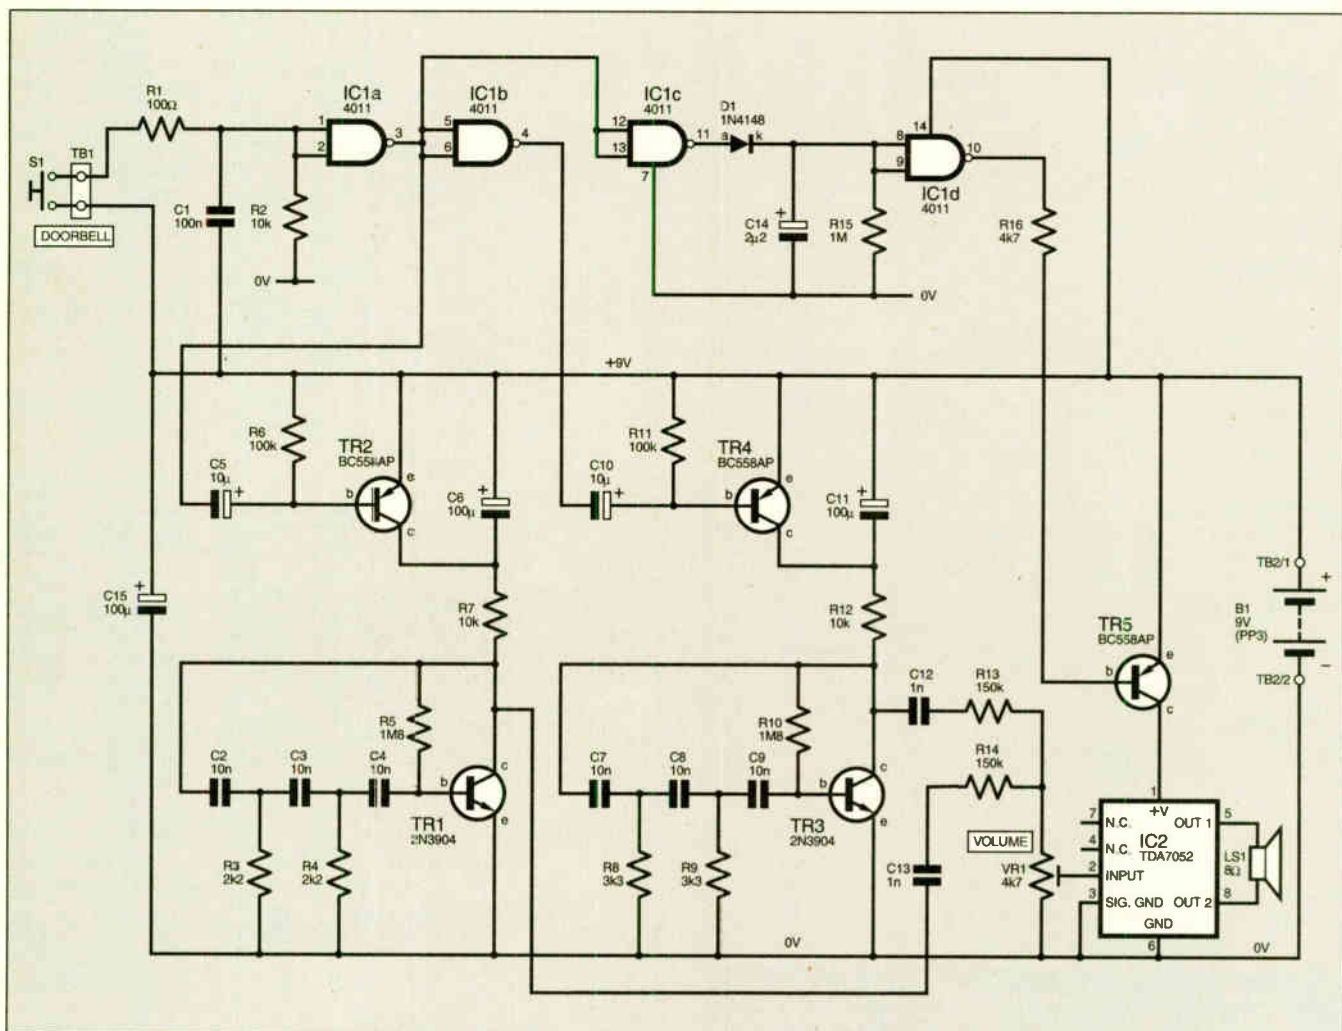 R1
100Ω
IC1a
4011
IC1b
4011
IC1c
4011
D1
1N4148
a
k
14
S1
TB1
1
2
3
5
6
4
12
13
11
7
8
9
10
IC1d
4011
DOORBELL
C1
100n
R2
10k
0V
C14
2µ2
+
R15
1M
R16
4k7
0V
+9V
R6
100k
TR2
BC558AP
C5
10µ
+
b
e
c
C6
100µ
+
R11
100k
TR4
BC558AP
C10
10µ
+
b
e
c
C11
100µ
+
C15
100µ
+
R7
10k
R12
10k
TB2/1
+
B1
9V
(PP3)
−
TB2/2
TR5
BC558AP
b
e
c
R5
1M8
C2
10n
C3
10n
C4
10n
b
c
e
TR1
2N3904
R3
2k2
R4
2k2
R10
1M8
C7
10n
C8
10n
C9
10n
b
c
e
TR3
2N3904
R8
3k3
R9
3k3
C12
1n
R13
150k
R14
150k
C13
1n
VOLUME
VR1
4k7
1
+V
7
N.C.
OUT 1
5
IC2
4
N.C.
TDA7052
2
INPUT
3
SIG. GND
OUT 2
8
GND
6
LS1
8Ω
0V
0V